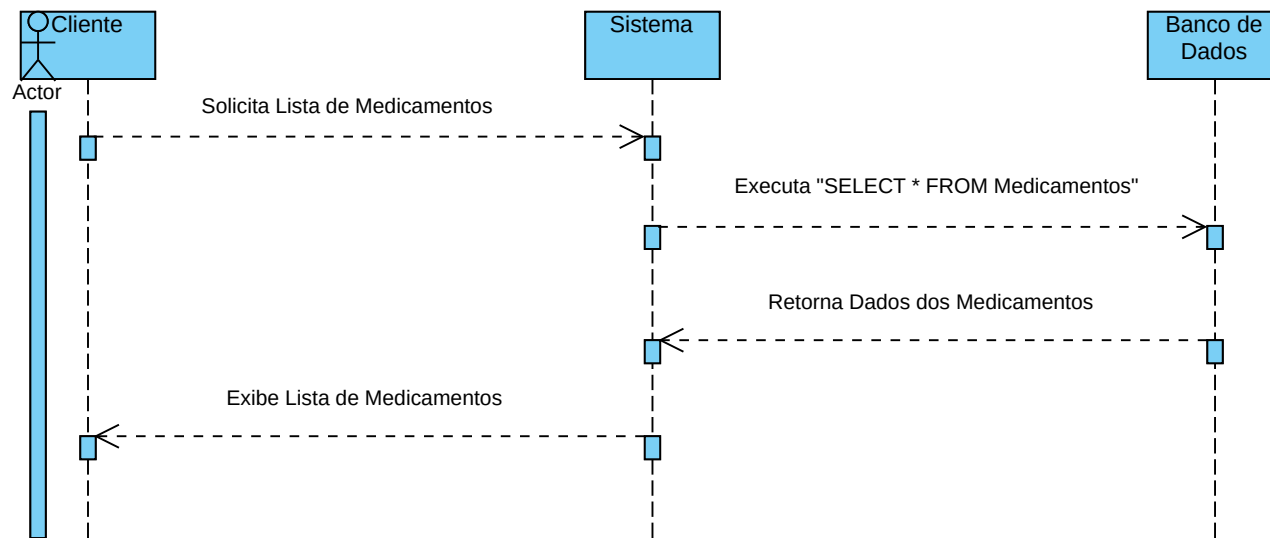 Cliente
Sistema
Banco de
Dados
Actor
Solicita Lista de Medicamentos
Executa "SELECT * FROM Medicamentos"
Retorna Dados dos Medicamentos
Exibe Lista de Medicamentos